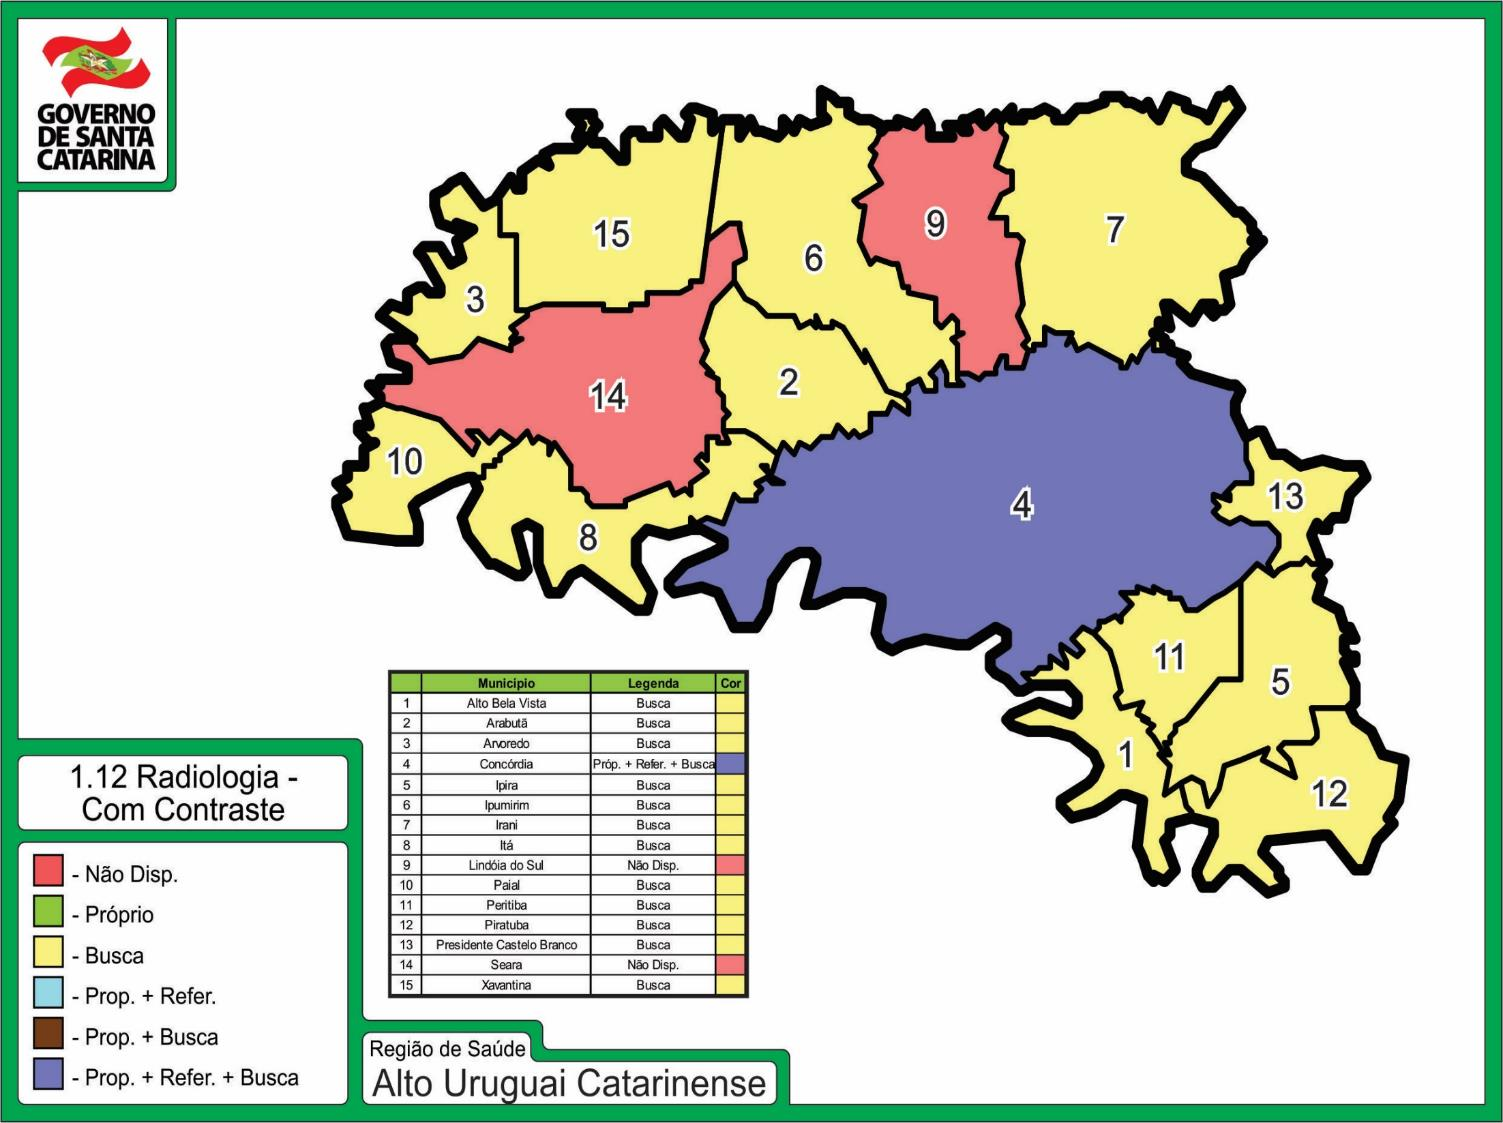 GOVERNO
DE SANTA
CATARINA
15
6
9
7
3
14
2
10
8
4
13
11
5
1
12
Município Legenda Cor
1 Alto Bela Vista Busca
2 Arabutã Busca
3 Arvoredo Busca
4 Concórdia Próp. + Refer. + Busca
5 Ipira Busca
6 Ipumirim Busca
7 Irani Busca
8 Itá Busca
9 Lindóia do Sul Não Disp.
10 Paial Busca
11 Peritiba Busca
12 Piratuba Busca
13 Presidente Castelo Branco Busca
14 Seara Não Disp.
15 Xavantina Busca
1.12 Radiologia -
Com Contraste
- Não Disp.
- Próprio
- Busca
- Prop. + Refer.
- Prop. + Busca
- Prop. + Refer. + Busca
Região de Saúde
Alto Uruguai Catarinense